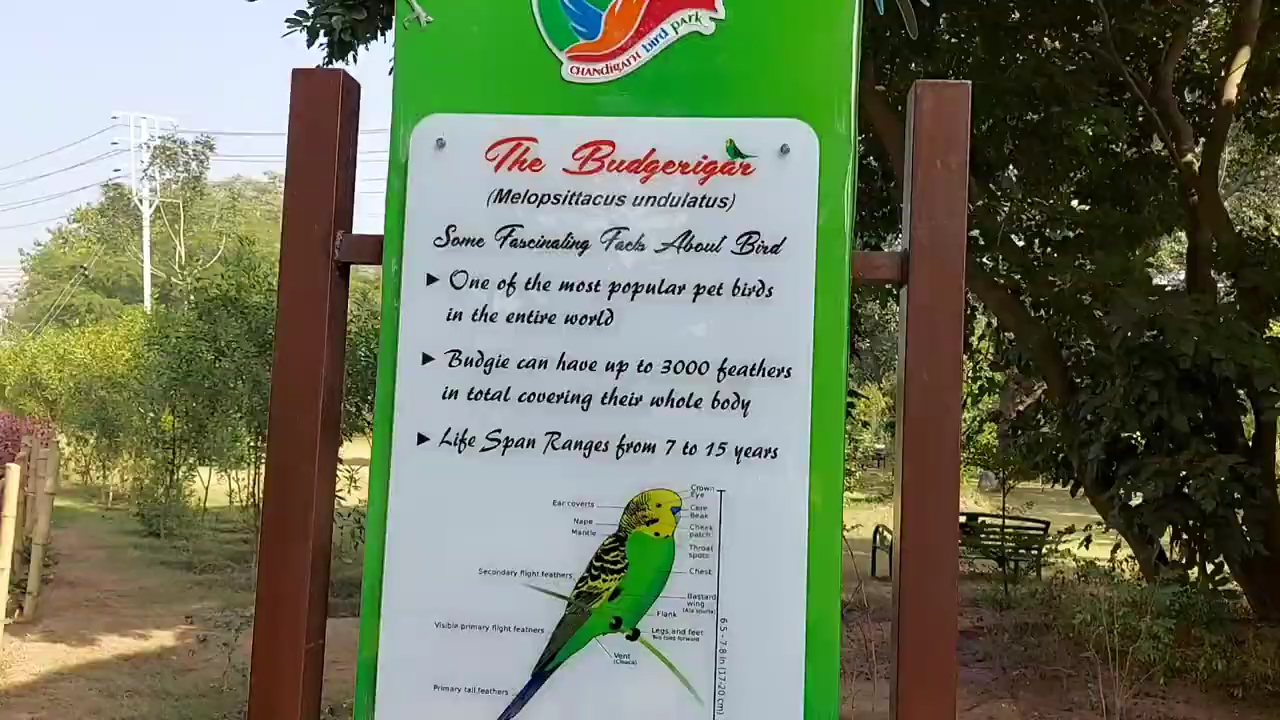 Chandigarh bird park
The Budgerigar
(Melopsittacus undulatus)
Some Fascinating Facts About Bird
► One of the most popular pet birds
in the entire world
► Budgie can have up to 3000 feathers
in total covering their whole body
► Life Span Ranges from 7 to 15 years
Crown
Eye
Ear coverts
Cere
Beak
Nape
Cheek
patch
Mantle
Throat
spots
Secondary flight feathers
Chest
Bastard
wing
Flank
Visible primary flight feathers
Legs and feet
Two toes forward
Vent
(Cloaca)
Primary tail feathers
6.5 - 7.8 in (17-20 cm)